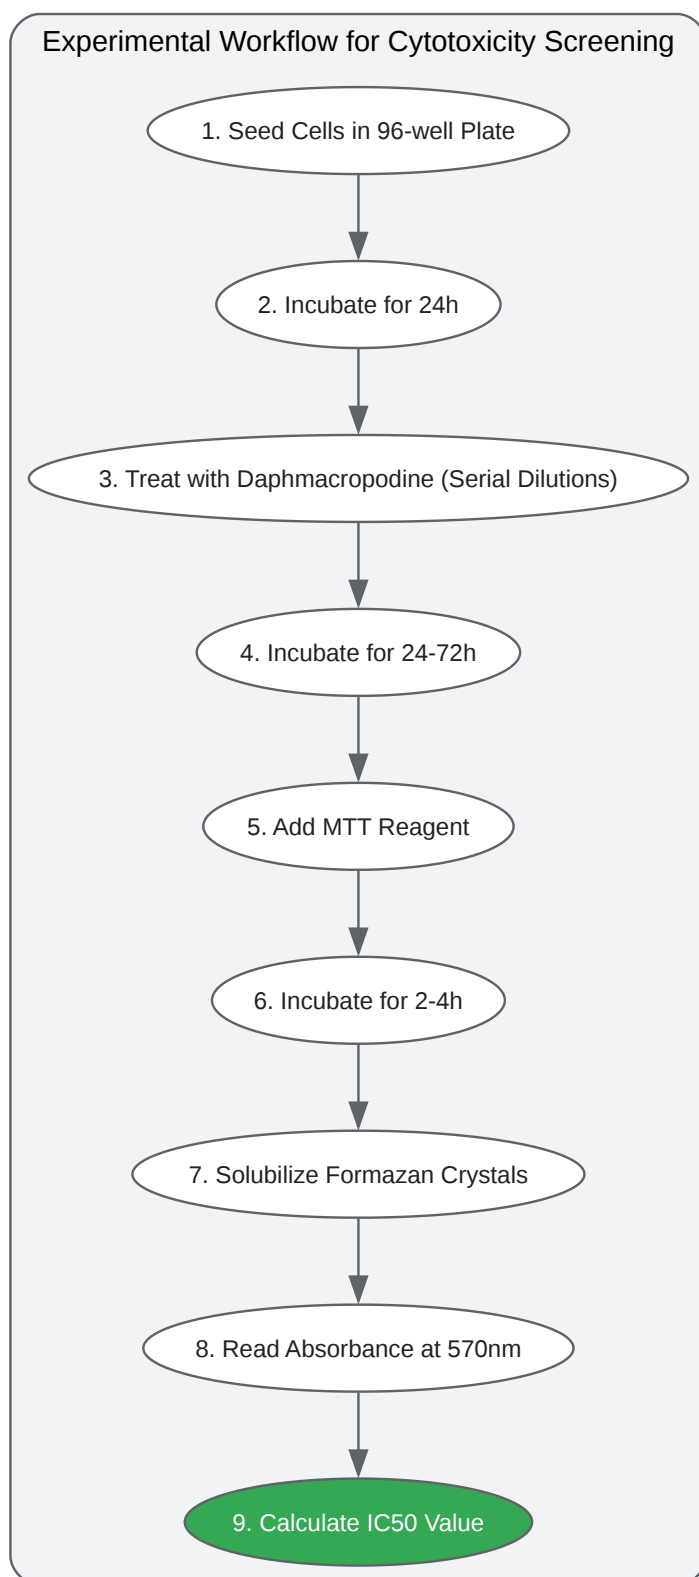 Experimental Workflow for Cytotoxicity Screening
1. Seed Cells in 96-well Plate
2. Incubate for 24h
3. Treat with Daphmacropodine (Serial Dilutions)
4. Incubate for 24-72h
5. Add MTT Reagent
6. Incubate for 2-4h
7. Solubilize Formazan Crystals
8. Read Absorbance at 570nm
9. Calculate IC50 Value